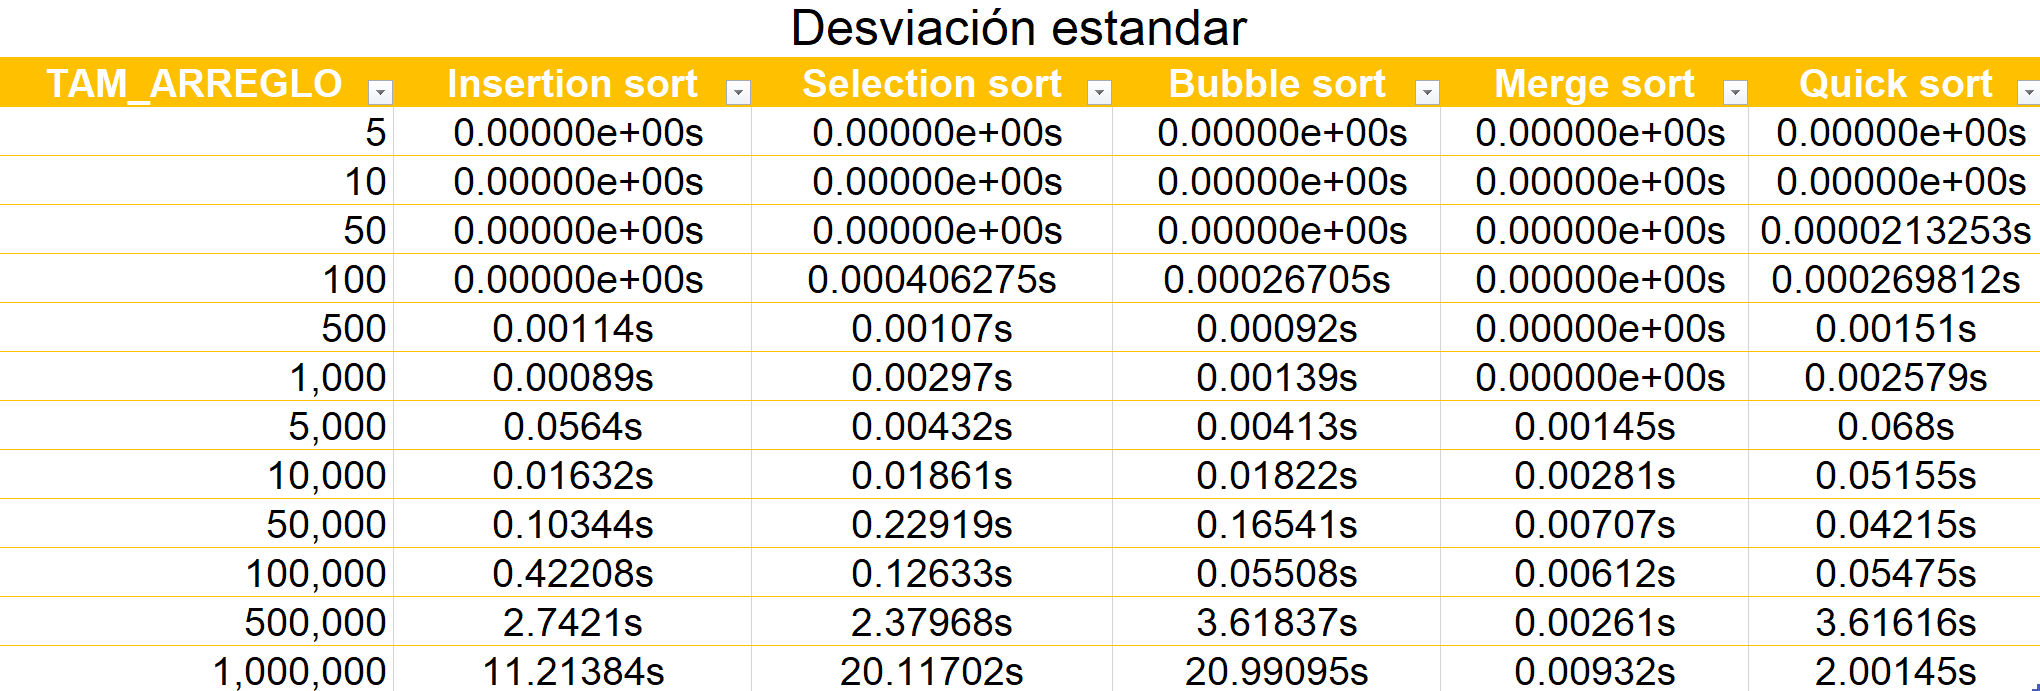 Desviación estandar
TAM_ARREGLO Insertion sort Selection sort Bubble sort Merge sort Quick sort
5 0.00000e+00s 0.00000e+00s 0.00000e+00s 0.00000e+00s 0.00000e+00s
10 0.00000e+00s 0.00000e+00s 0.00000e+00s 0.00000e+00s 0.00000e+00s
50 0.00000e+00s 0.00000e+00s 0.00000e+00s 0.00000e+00s 0.0000213253s
100 0.00000e+00s 0.000406275s 0.00026705s 0.00000e+00s 0.000269812s
500 0.00114s 0.00107s 0.00092s 0.00000e+00s 0.00151s
1,000 0.00089s 0.00297s 0.00139s 0.00000e+00s 0.002579s
5,000 0.0564s 0.00432s 0.00413s 0.00145s 0.068s
10,000 0.01632s 0.01861s 0.01822s 0.00281s 0.05155s
50,000 0.10344s 0.22919s 0.16541s 0.00707s 0.04215s
100,000 0.42208s 0.12633s 0.05508s 0.00612s 0.05475s
500,000 2.7421s 2.37968s 3.61837s 0.00261s 3.61616s
1,000,000 11.21384s 20.11702s 20.99095s 0.00932s 2.00145s